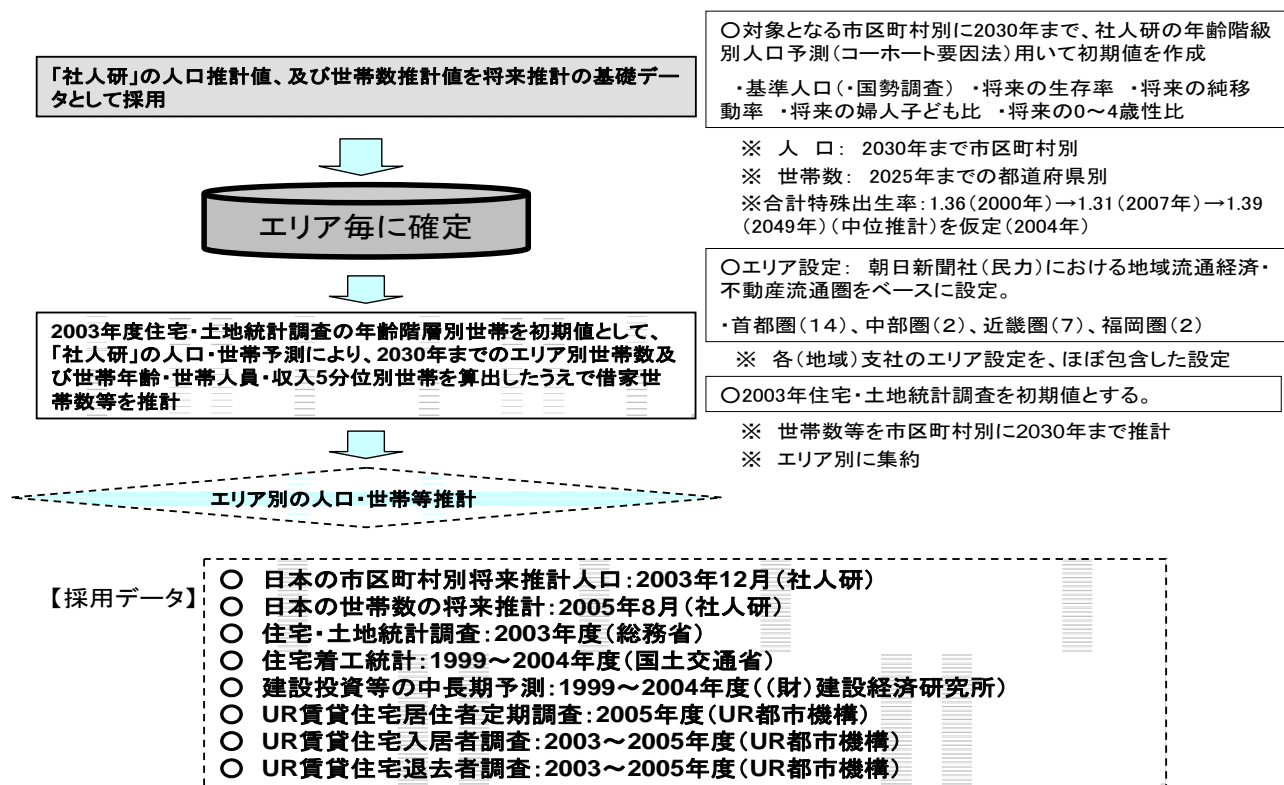 「社人研」の人口推計値、及び世帯数推計値を将来推計の基礎デー
タとして採用
エリア毎に確定
2003年度住宅・土地統計調査の年齢階層別世帯を初期値として、
「社人研」の人口・世帯予測により、2030年までのエリア別世帯数及
び世帯年齢・世帯人員・収入5分位別世帯を算出したうえで借家世
帯数等を推計
エリア別の人口・世帯等推計
〇対象となる市区町村別に2030年まで、社人研の年齢階級
別人口予測(コーホート要因法)用いて初期値を作成
・基準人口(・国勢調査) ・将来の生存率 ・将来の純移
動率 ・将来の婦人子ども比 ・将来の0～4歳性比
※ 人 口: 2030年まで市区町村別
※ 世帯数: 2025年までの都道府県別
※合計特殊出生率:1.36(2000年)→1.31(2007年)→1.39
(2049年)(中位推計)を仮定(2004年)
〇エリア設定: 朝日新聞社(民力)における地域流通経済・
不動産流通圏をベースに設定。
・首都圏(14)、中部圏(2)、近畿圏(7)、福岡圏(2)
※ 各(地域)支社のエリア設定を、ほぼ包含した設定
〇2003年住宅・土地統計調査を初期値とする。
※ 世帯数等を市区町村別に2030年まで推計
※ エリア別に集約
【採用データ】
〇 日本の市区町村別将来推計人口:2003年12月(社人研)
〇 日本の世帯数の将来推計:2005年8月(社人研)
〇 住宅・土地統計調査:2003年度(総務省)
〇 住宅着工統計:1999～2004年度(国土交通省)
〇 建設投資等の中長期予測:1999～2004年度((財)建設経済研究所)
〇 UR賃貸住宅居住者定期調査:2005年度(UR都市機構)
〇 UR賃貸住宅入居者調査:2003～2005年度(UR都市機構)
〇 UR賃貸住宅退去者調査:2003～2005年度(UR都市機構)